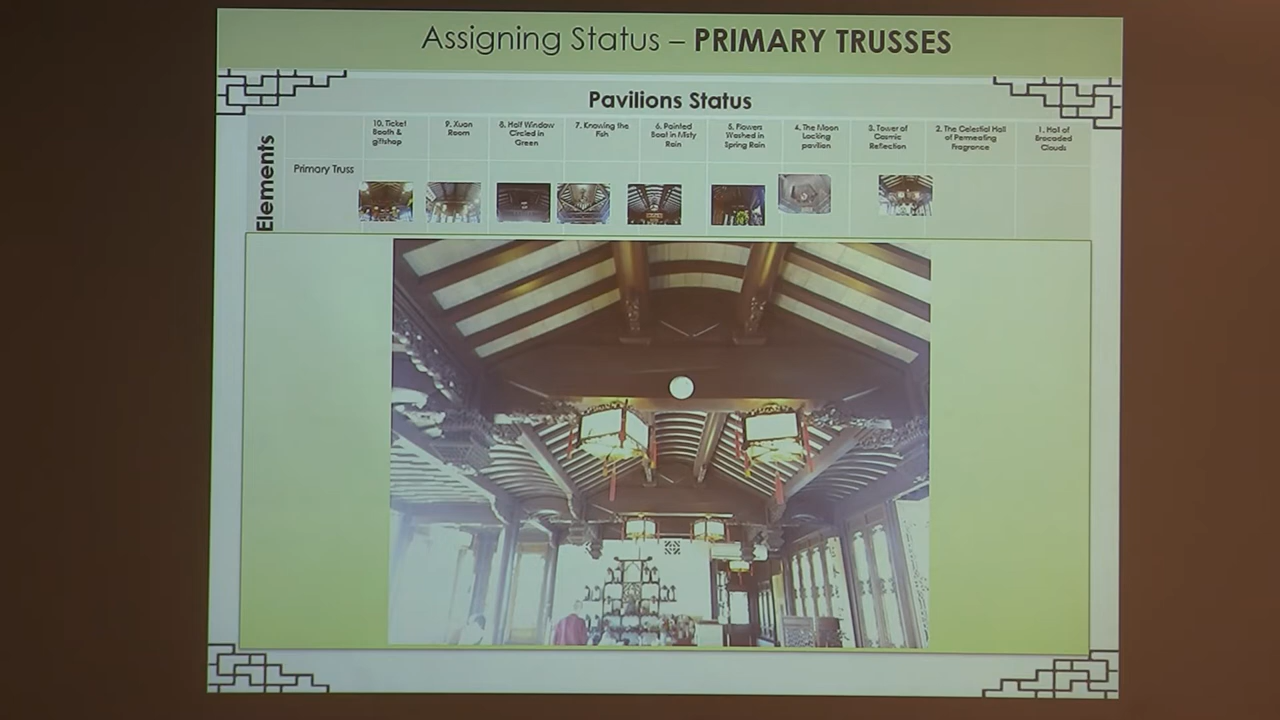 Assigning Status – PRIMARY TRUSSES
Pavilions Status
Elements
10. Ticket
Booth &
giftshop
9. Xuan
Room
8. Half Window
Circled in
Green
7. Knowing the
Fish
6. Painted
Boat in Misty
Rain
5. Flowers
Washed in
Spring Rain
4. The Moon
Locking
pavilion
3. Tower of
Cosmic
Reflection
2. The Celestial Hall
of Permeating
Fragrance
1. Hall of
Brocaded
Clouds
Primary Truss